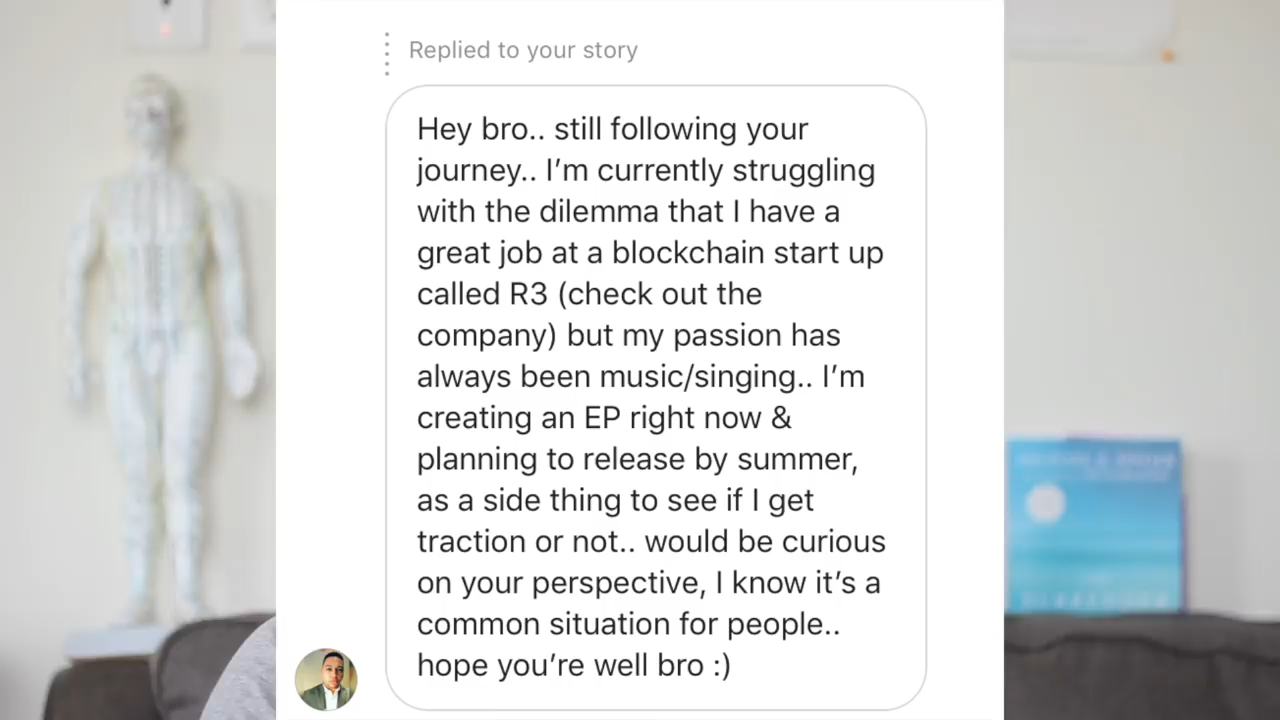 Replied to your story
Hey bro.. still following your
journey.. I’m currently struggling
with the dilemma that I have a
great job at a blockchain start up
called R3 (check out the
company) but my passion has
always been music/singing.. I’m
creating an EP right now &
planning to release by summer,
as a side thing to see if I get
traction or not.. would be curious
on your perspective, I know it’s a
common situation for people..
hope you’re well bro :)